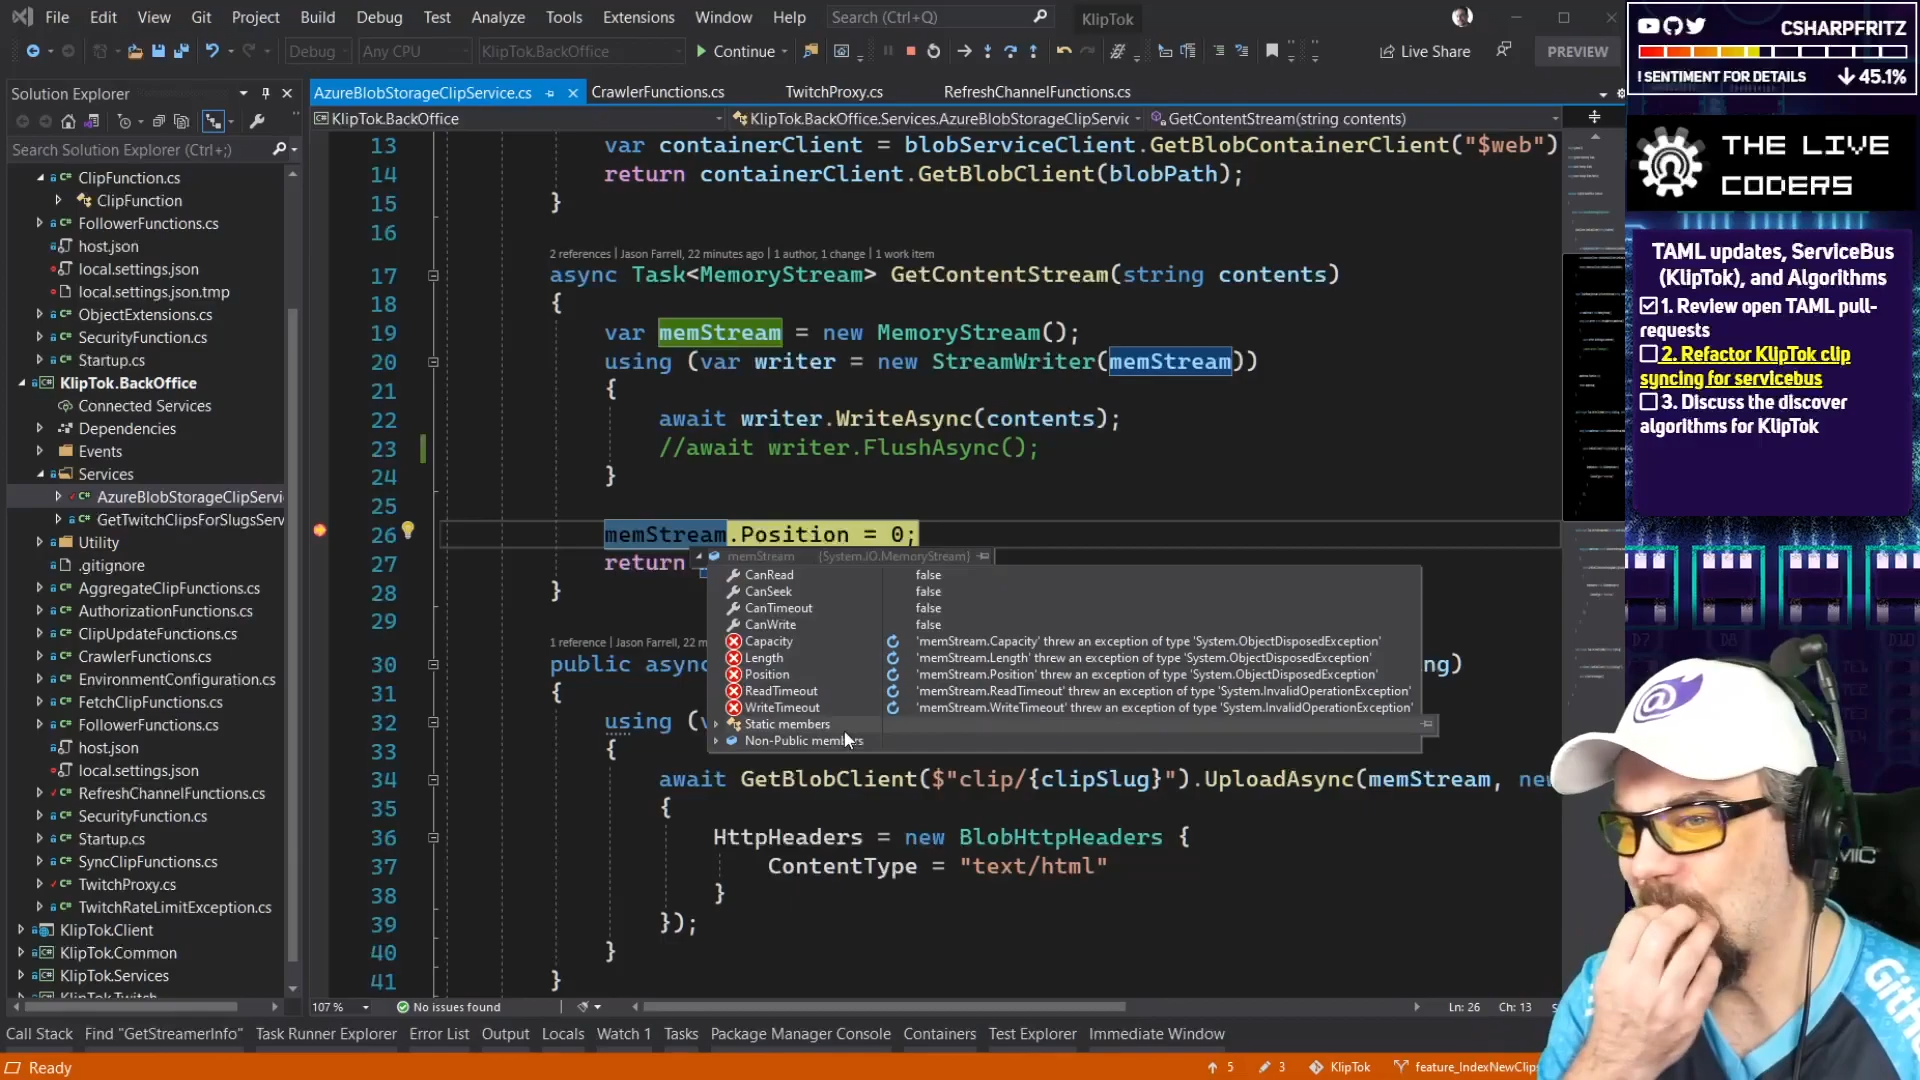 File Edit View Git Project Build Debug Test Analyze Tools Extensions Window Help Search (Ctrl+Q) KlipTok
Debug Any CPU KlipTok.BackOffice Continue Live Share PREVIEW
Solution Explorer
Search Solution Explorer (Ctrl+;)
ClipFunction.cs
ClipFunction
FollowerFunctions.cs
host.json
local.settings.json
local.settings.json.tmp
ObjectExtensions.cs
SecurityFunction.cs
Startup.cs
KlipTok.BackOffice
Connected Services
Dependencies
Events
Services
AzureBlobStorageClipServi
GetTwitchClipsForSlugsServ
Utility
.gitignore
AggregateClipFunctions.cs
AuthorizationFunctions.cs
ClipUpdateFunctions.cs
CrawlerFunctions.cs
EnvironmentConfiguration.cs
FetchClipFunctions.cs
FollowerFunctions.cs
host.json
local.settings.json
RefreshChannelFunctions.cs
SecurityFunction.cs
Startup.cs
SyncClipFunctions.cs
TwitchProxy.cs
TwitchRateLimitException.cs
KlipTok.Client
KlipTok.Common
KlipTok.Services
KlipTok.Twitch
AzureBlobStorageClipService.cs CrawlerFunctions.cs TwitchProxy.cs RefreshChannelFunctions.cs
KlipTok.BackOffice KlipTok.BackOffice.Services.AzureBlobStorageClipServic GetContentStream(string contents)
13 var containerClient = blobServiceClient.GetBlobContainerClient("$web")
14 return containerClient.GetBlobClient(blobPath);
15 }
16
2 references | Jason Farrell, 22 minutes ago | 1 author, 1 change | 1 work item
17 async Task<MemoryStream> GetContentStream(string contents)
18 {
19 var memStream = new MemoryStream();
20 using (var writer = new StreamWriter(memStream))
21 {
22 await writer.WriteAsync(contents);
23 //await writer.FlushAsync();
24 }
25
26 memStream.Position = 0;
27 return
28 }
29
memStream {System.IO.MemoryStream}
CanRead false
CanSeek false
CanTimeout false
CanWrite false
Capacity 'memStream.Capacity' threw an exception of type 'System.ObjectDisposedException'
Length 'memStream.Length' threw an exception of type 'System.ObjectDisposedException'
Position 'memStream.Position' threw an exception of type 'System.ObjectDisposedException'
ReadTimeout 'memStream.ReadTimeout' threw an exception of type 'System.InvalidOperationException'
WriteTimeout 'memStream.WriteTimeout' threw an exception of type 'System.InvalidOperationException'
Static members
Non-Public members
1 reference | Jason Farrell, 22 m
30 public async ng)
31 {
32 using (v
33 {
34 await GetBlobClient($"clip/{clipSlug}").UploadAsync(memStream, new
35 {
36 HttpHeaders = new BlobHttpHeaders {
37 ContentType = "text/html"
38 }
39 });
40 }
41 }
107 % No issues found Ln: 26 Ch: 13
Call Stack Find "GetStreamerInfo" Task Runner Explorer Error List Output Locals Watch 1 Tasks Package Manager Console Containers Test Explorer Immediate Window
Ready 5 3 KlipTok feature_IndexNewClips
CSHARPFRITZ
! SENTIMENT FOR DETAILS 45.1%
THE LIVE
CODERS
TAML updates, ServiceBus
(KlipTok), and Algorithms
1. Review open TAML pull-
requests
2. Refactor KlipTok clip
syncing for servicebus
3. Discuss the discover
algorithms for KlipTok
D7
D8
GitH